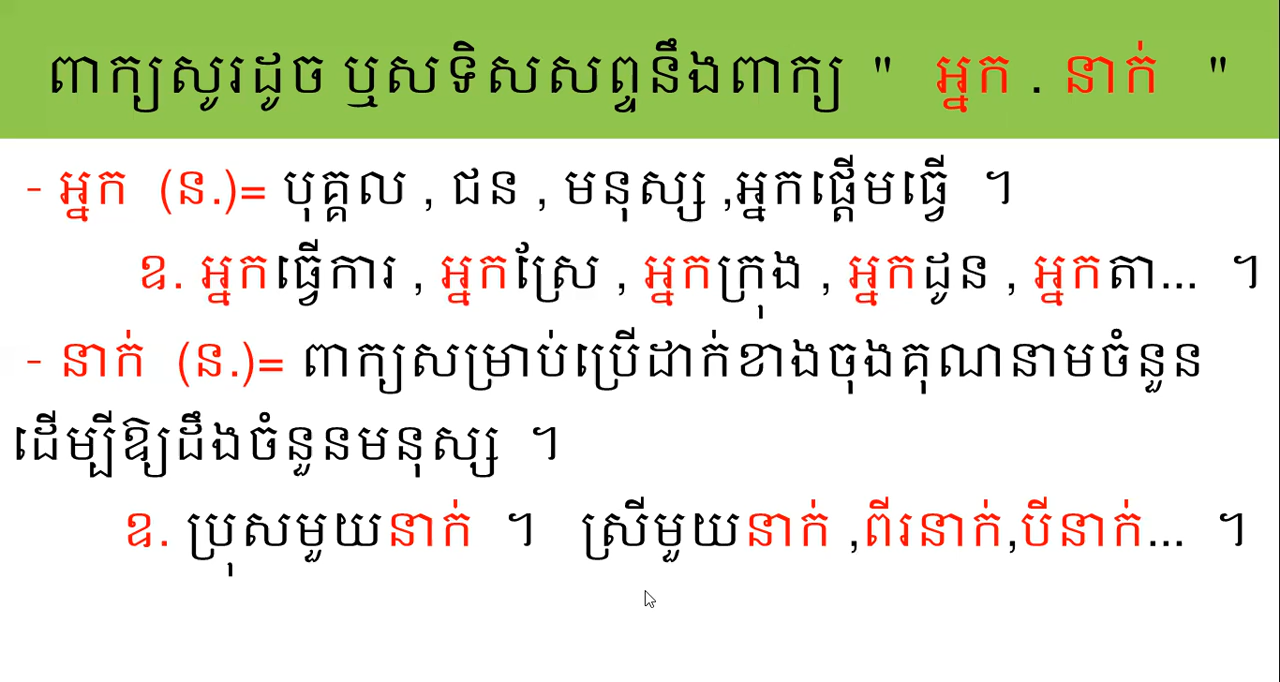 ពាក្យសូរដូច ឬសទិសសព្ទនឹងពាក្យ " អ្នក . នាក់ "
- អ្នក (ន.)= បុគ្គល , ជន , មនុស្ស ,អ្នកផ្តើមធ្វើ ។
ឧ. អ្នកធ្វើការ , អ្នកស្រែ , អ្នកក្រុង , អ្នកដូន , អ្នកតា... ។
- នាក់ (ន.)= ពាក្យសម្រាប់ប្រើដាក់ខាងចុងគុណនាមចំនួន
ដើម្បីឱ្យដឹងចំនួនមនុស្ស ។
ឧ. ប្រុសមួយនាក់ ។ ស្រីមួយនាក់ ,ពីរនាក់,បីនាក់... ។